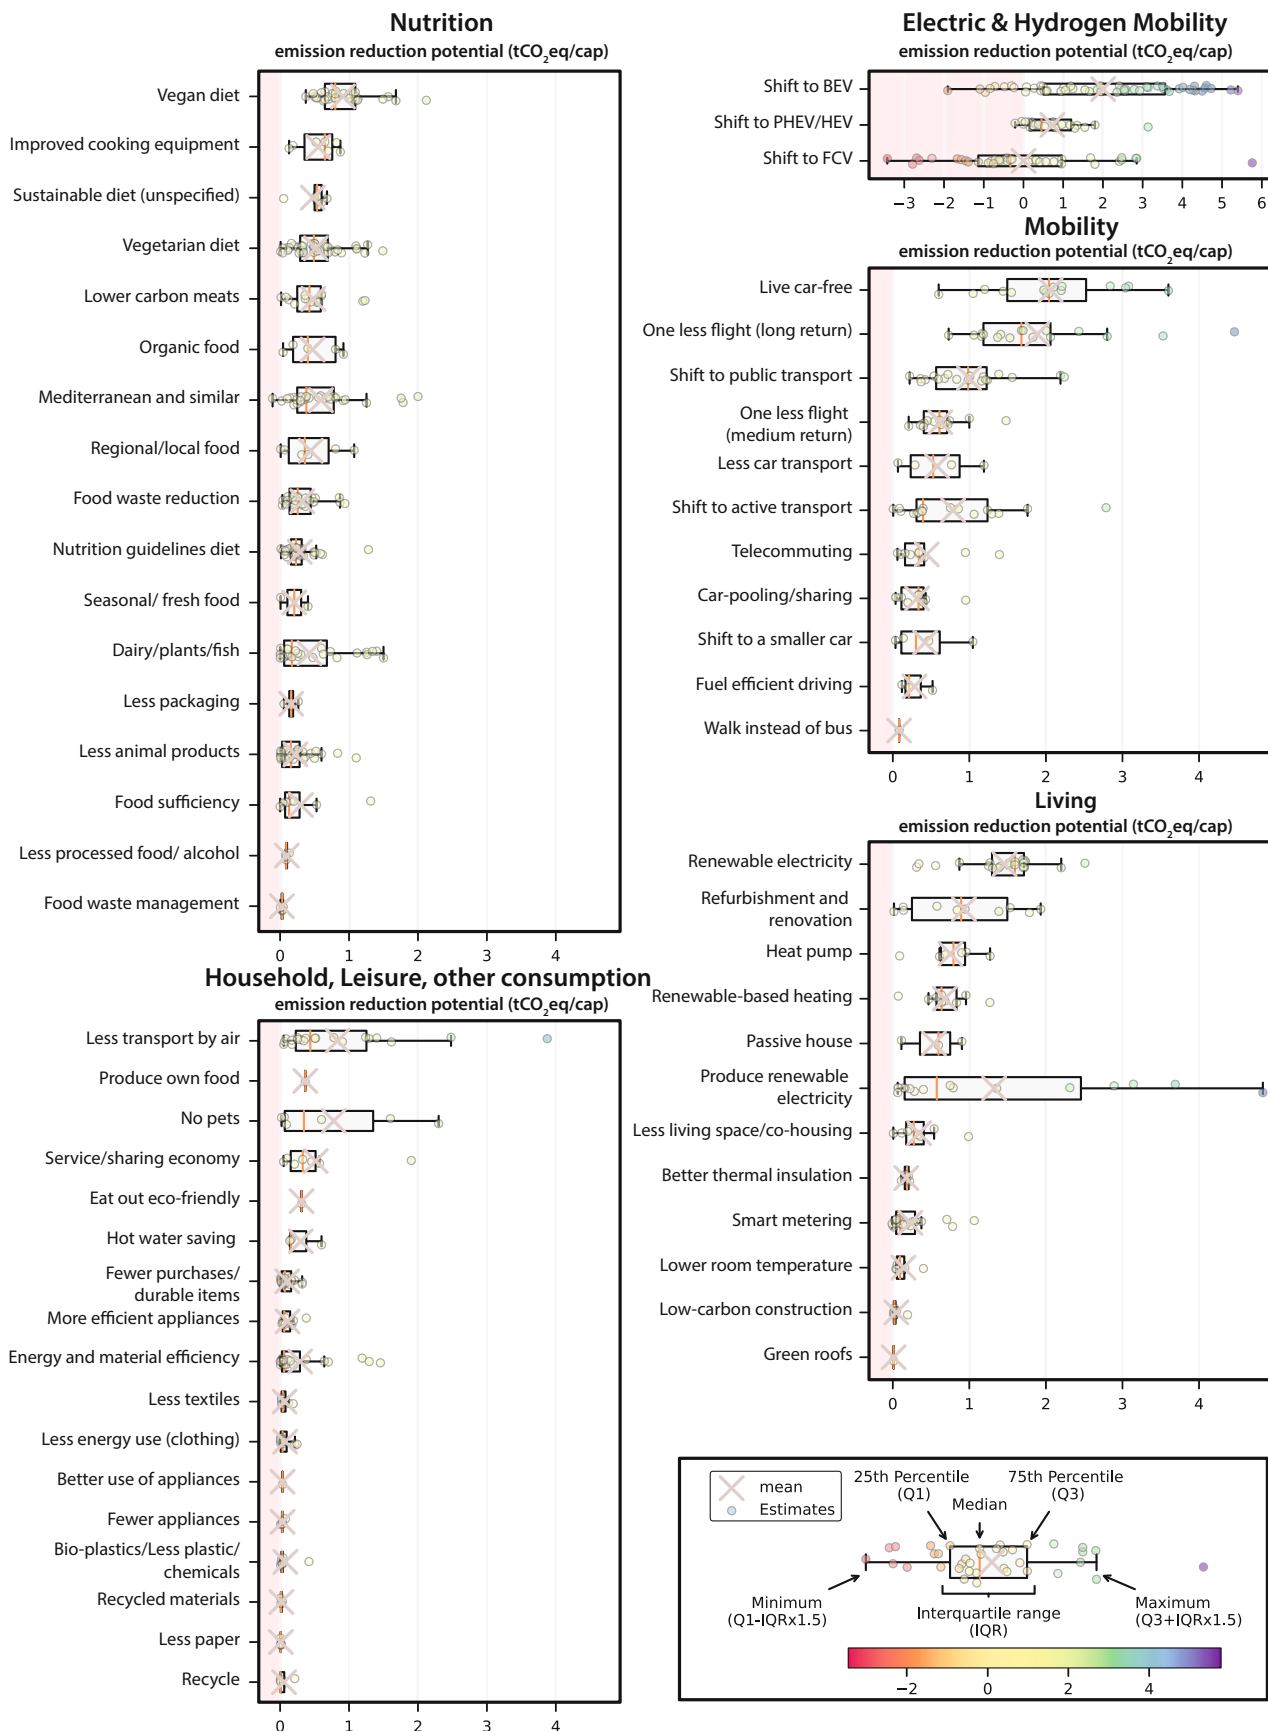 Nutrition
emission reduction potential (tCO₂eq/cap)
Vegan diet
Improved cooking equipment
Sustainable diet (unspecified)
Vegetarian diet
Lower carbon meats
Organic food
Mediterranean and similar
Regional/local food
Food waste reduction
Nutrition guidelines diet
Seasonal/ fresh food
Dairy/plants/fish
Less packaging
Less animal products
Food sufficiency
Less processed food/ alcohol
Food waste management
0 1 2 3 4
Household, Leisure, other consumption
emission reduction potential (tCO₂eq/cap)
Less transport by air
Produce own food
No pets
Service/sharing economy
Eat out eco-friendly
Hot water saving
Fewer purchases/
durable items
More efficient appliances
Energy and material efficiency
Less textiles
Less energy use (clothing)
Better use of appliances
Fewer appliances
Bio-plastics/Less plastic/
chemicals
Recycled materials
Less paper
Recycle
0 1 2 3 4
Electric & Hydrogen Mobility
emission reduction potential (tCO₂eq/cap)
Shift to BEV
Shift to PHEV/HEV
Shift to FCV
−3 −2 −1 0 1 2 3 4 5 6
Mobility
emission reduction potential (tCO₂eq/cap)
Live car-free
One less flight (long return)
Shift to public transport
One less flight
(medium return)
Less car transport
Shift to active transport
Telecommuting
Car-pooling/sharing
Shift to a smaller car
Fuel efficient driving
Walk instead of bus
0 1 2 3 4
Living
emission reduction potential (tCO₂eq/cap)
Renewable electricity
Refurbishment and
renovation
Heat pump
Renewable-based heating
Passive house
Produce renewable
electricity
Less living space/co-housing
Better thermal insulation
Smart metering
Lower room temperature
Low-carbon construction
Green roofs
0 1 2 3 4
mean
Estimates
25th Percentile
(Q1)
Median
75th Percentile
(Q3)
Minimum
(Q1-IQRx1.5)
Interquartile range
(IQR)
Maximum
(Q3+IQRx1.5)
−2 0 2 4